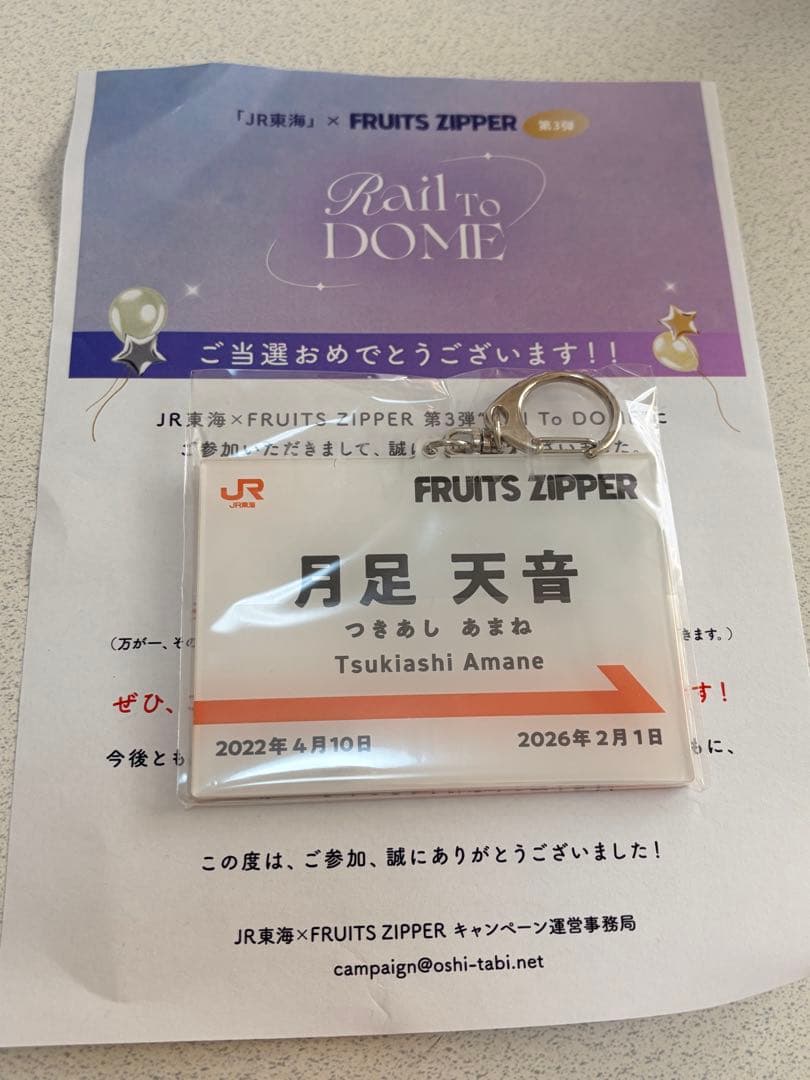 「JR東海」× FRUITS ZIPPER 第3弾
Rail To
DOME
ご当選おめでとうございます！！
JR東海×FRUITS ZIPPER 第3弾 To DOME に
ご参加いただきまして、誠に
JR
JR東海
FRUITS ZIPPER
月足 天音
つきあし あまね
（万が一、その きます。）
Tsukiashi Amane
ぜひ、 す！
2022年4月10日 2026年2月1日
今後とも もに、
この度は、ご参加、誠にありがとうございました！
JR東海×FRUITS ZIPPER キャンペーン運営事務局
campaign@oshi-tabi.net